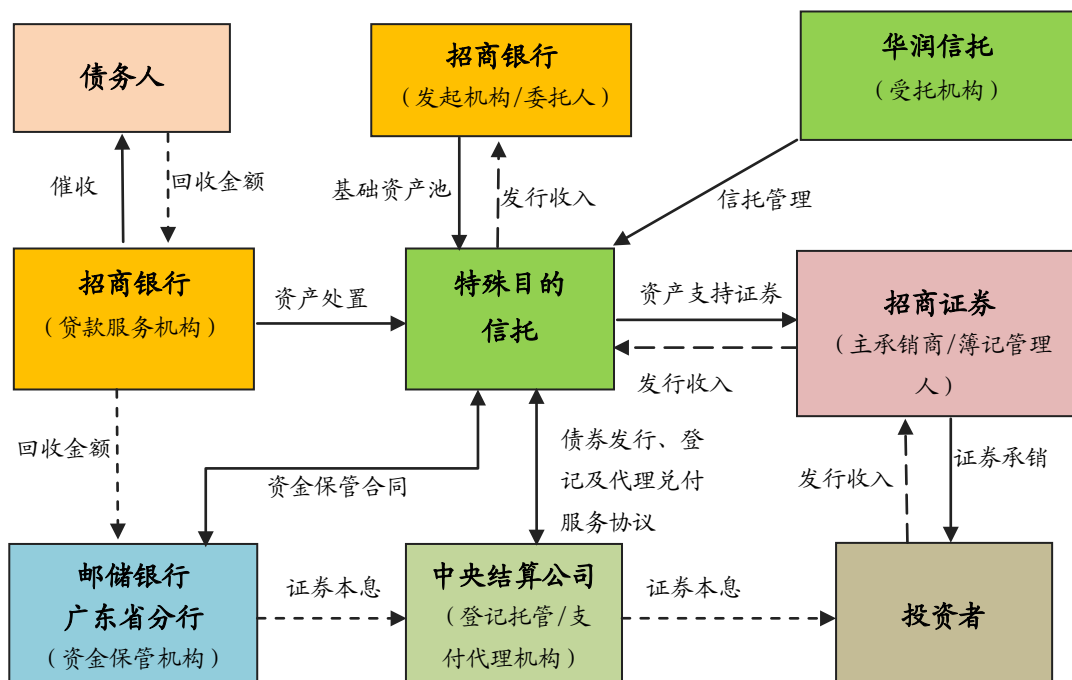 债务人
招商银行
（发起机构/委托人）
华润信托
（受托机构）
催收
回收金额
基础资产池
发行收入
信托管理
招商银行
（贷款服务机构）
资产处置
特殊目的
信托
资产支持证券
发行收入
招商证券
（主承销商/簿记管理
人）
回收金额
资金保管合同
债券发行、登
记及代理兑付
服务协议
发行收入
证券承销
邮储银行
广东省分行
（资金保管机构）
证券本息
中央结算公司
（登记托管/支
付代理机构）
证券本息
投资者